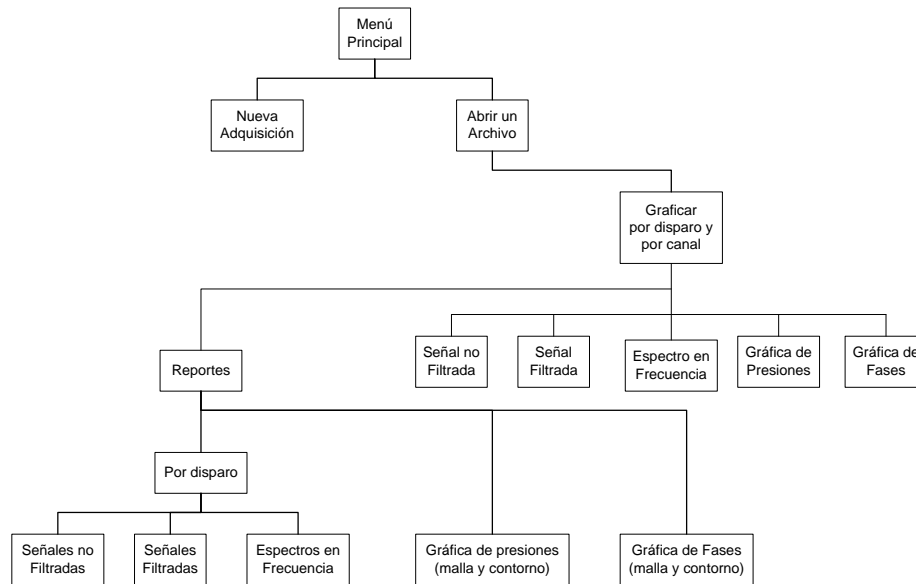 Menú
Principal
Nueva
Adquisición
Abrir un
Archivo
Graficar
por disparo y
por canal
Reportes
Señal no
Filtrada
Señal
Filtrada
Espectro en
Frecuencia
Gráfica de
Presiones
Gráfica de
Fases
Por disparo
Señales no
Filtradas
Señales
Filtradas
Espectros en
Frecuencia
Gráfica de presiones
(malla y contorno)
Gráfica de Fases
(malla y contorno)